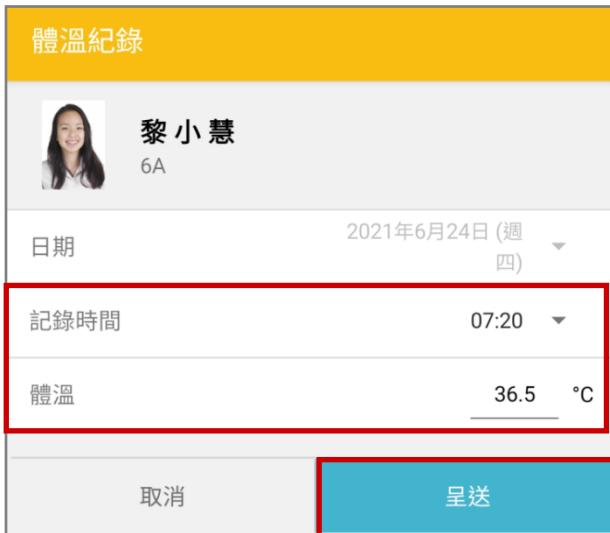 體溫紀錄
黎小慧
6A
日期
2021年6月24日 (週
四)
記錄時間 07:20
體溫 36.5 °C
取消 呈送